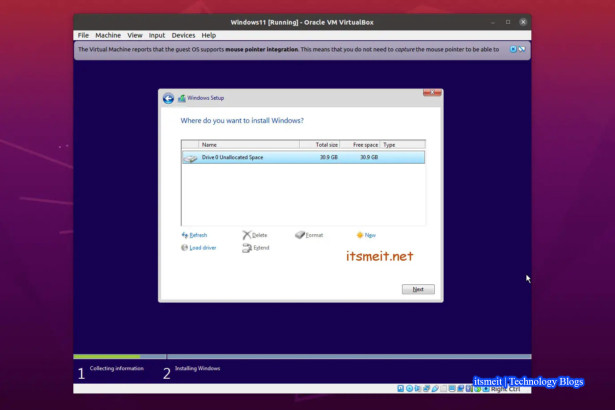 Windows11 [Running] - Oracle VM VirtualBox
File Machine View Input Devices Help
The Virtual Machine reports that the guest OS supports mouse pointer integration. This means that you do not need to capture the mouse pointer to be able to
Windows Setup
Where do you want to install Windows?
Name Total size Free space Type
Drive 0 Unallocated Space 30.9 GB 30.9 GB
Refresh Delete Format New
Load driver Extend
itsmeit.net
Next
1 Collecting information 2 Installing Windows
itsmeit | Technology Blogs
Right Ctrl